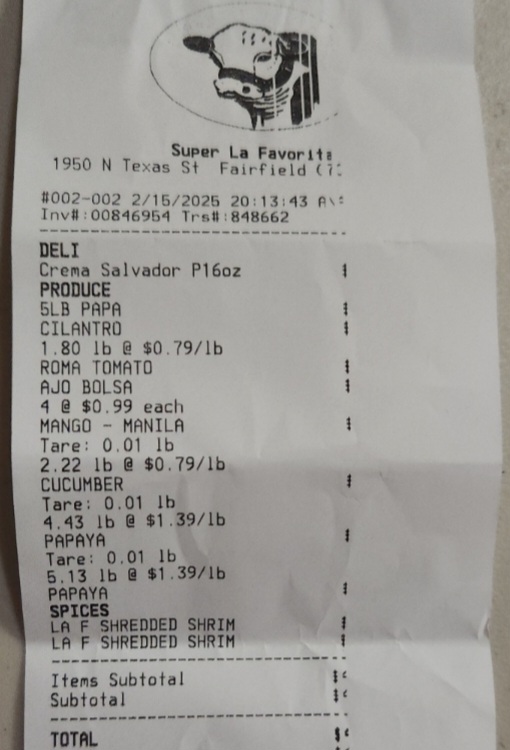 Super La Favorita
1950 N Texas St Fairfield
#002-002 2/15/2025 20:13:43
Inv#:00846954 Trs#:848662
DELI
Crema Salvador P16oz
PRODUCE
5LB PAPA
CILANTRO
1.80 lb @ $0.79/lb
ROMA TOMATO
AJO BOLSA
4 @ $0.99 each
MANGO - MANILA
Tare: 0.01 lb
2.22 lb @ $0.79/lb
CUCUMBER
Tare: 0.01 lb
4.43 lb @ $1.39/lb
PAPAYA
Tare: 0.01 lb
5.13 lb @ $1.39/lb
PAPAYA
SPICES
LA F SHREDDED SHRIM
LA F SHREDDED SHRIM
Items Subtotal
Subtotal
TOTAL